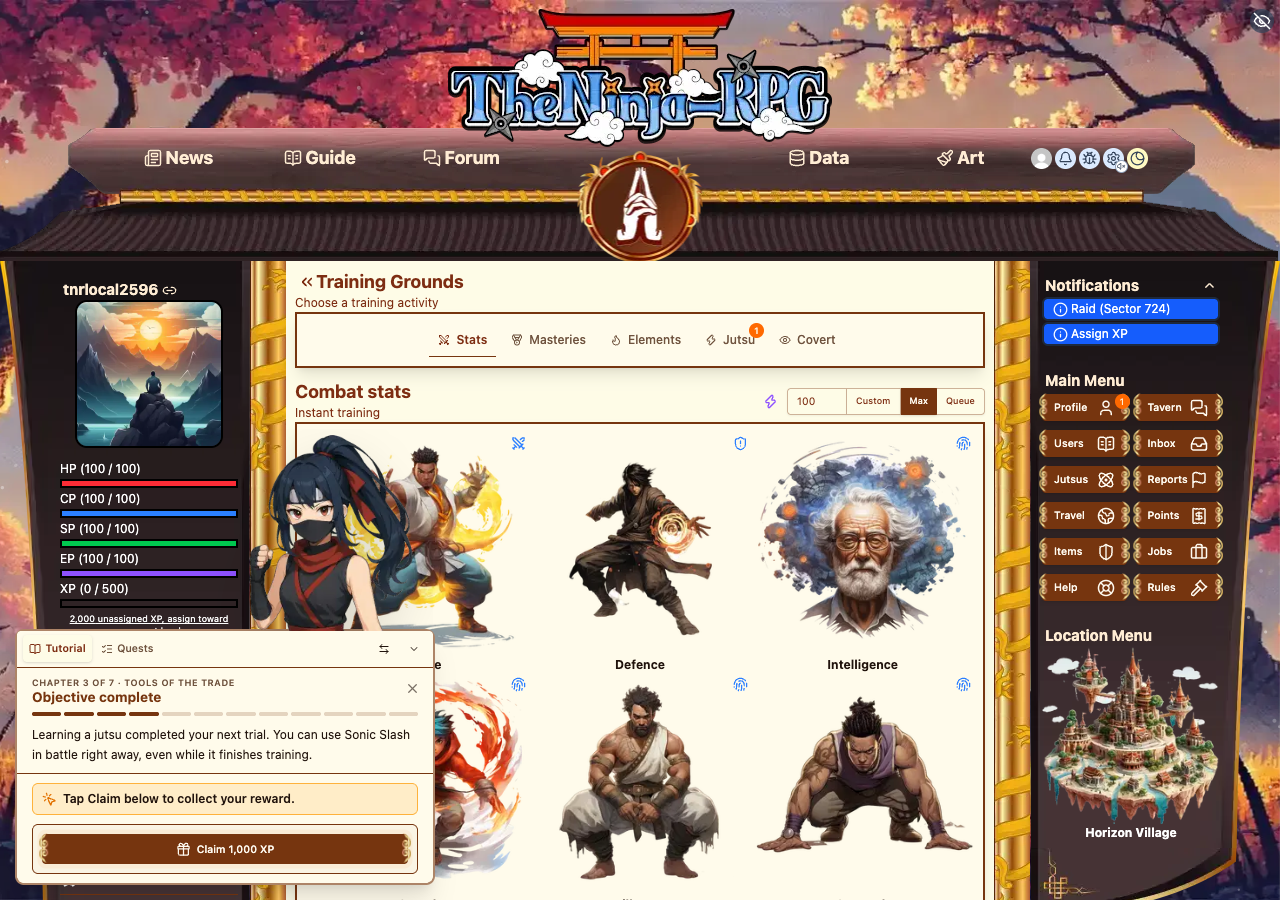 TheNinja-RPG
News
Guide
Forum
Data
Art
tnrlocal2596
HP (100 / 100)
CP (100 / 100)
SP (100 / 100)
EP (100 / 100)
XP (0 / 500)
2,000 unassigned XP, assign toward
Training Grounds
Choose a training activity
Stats
Masteries
Elements
Jutsu
1
Covert
Combat stats
Instant training
100
Custom
Max
Queue
Defence
Intelligence
Tutorial
Quests
CHAPTER 3 OF 7 · TOOLS OF THE TRADE
Objective complete
Learning a jutsu completed your next trial. You can use Sonic Slash
in battle right away, even while it finishes training.
Tap Claim below to collect your reward.
Claim 1,000 XP
Notifications
Raid (Sector 724)
Assign XP
Main Menu
Profile
1
Tavern
Users
Inbox
Jutsus
Reports
Travel
Points
Items
Jobs
Help
Rules
Location Menu
Horizon Village